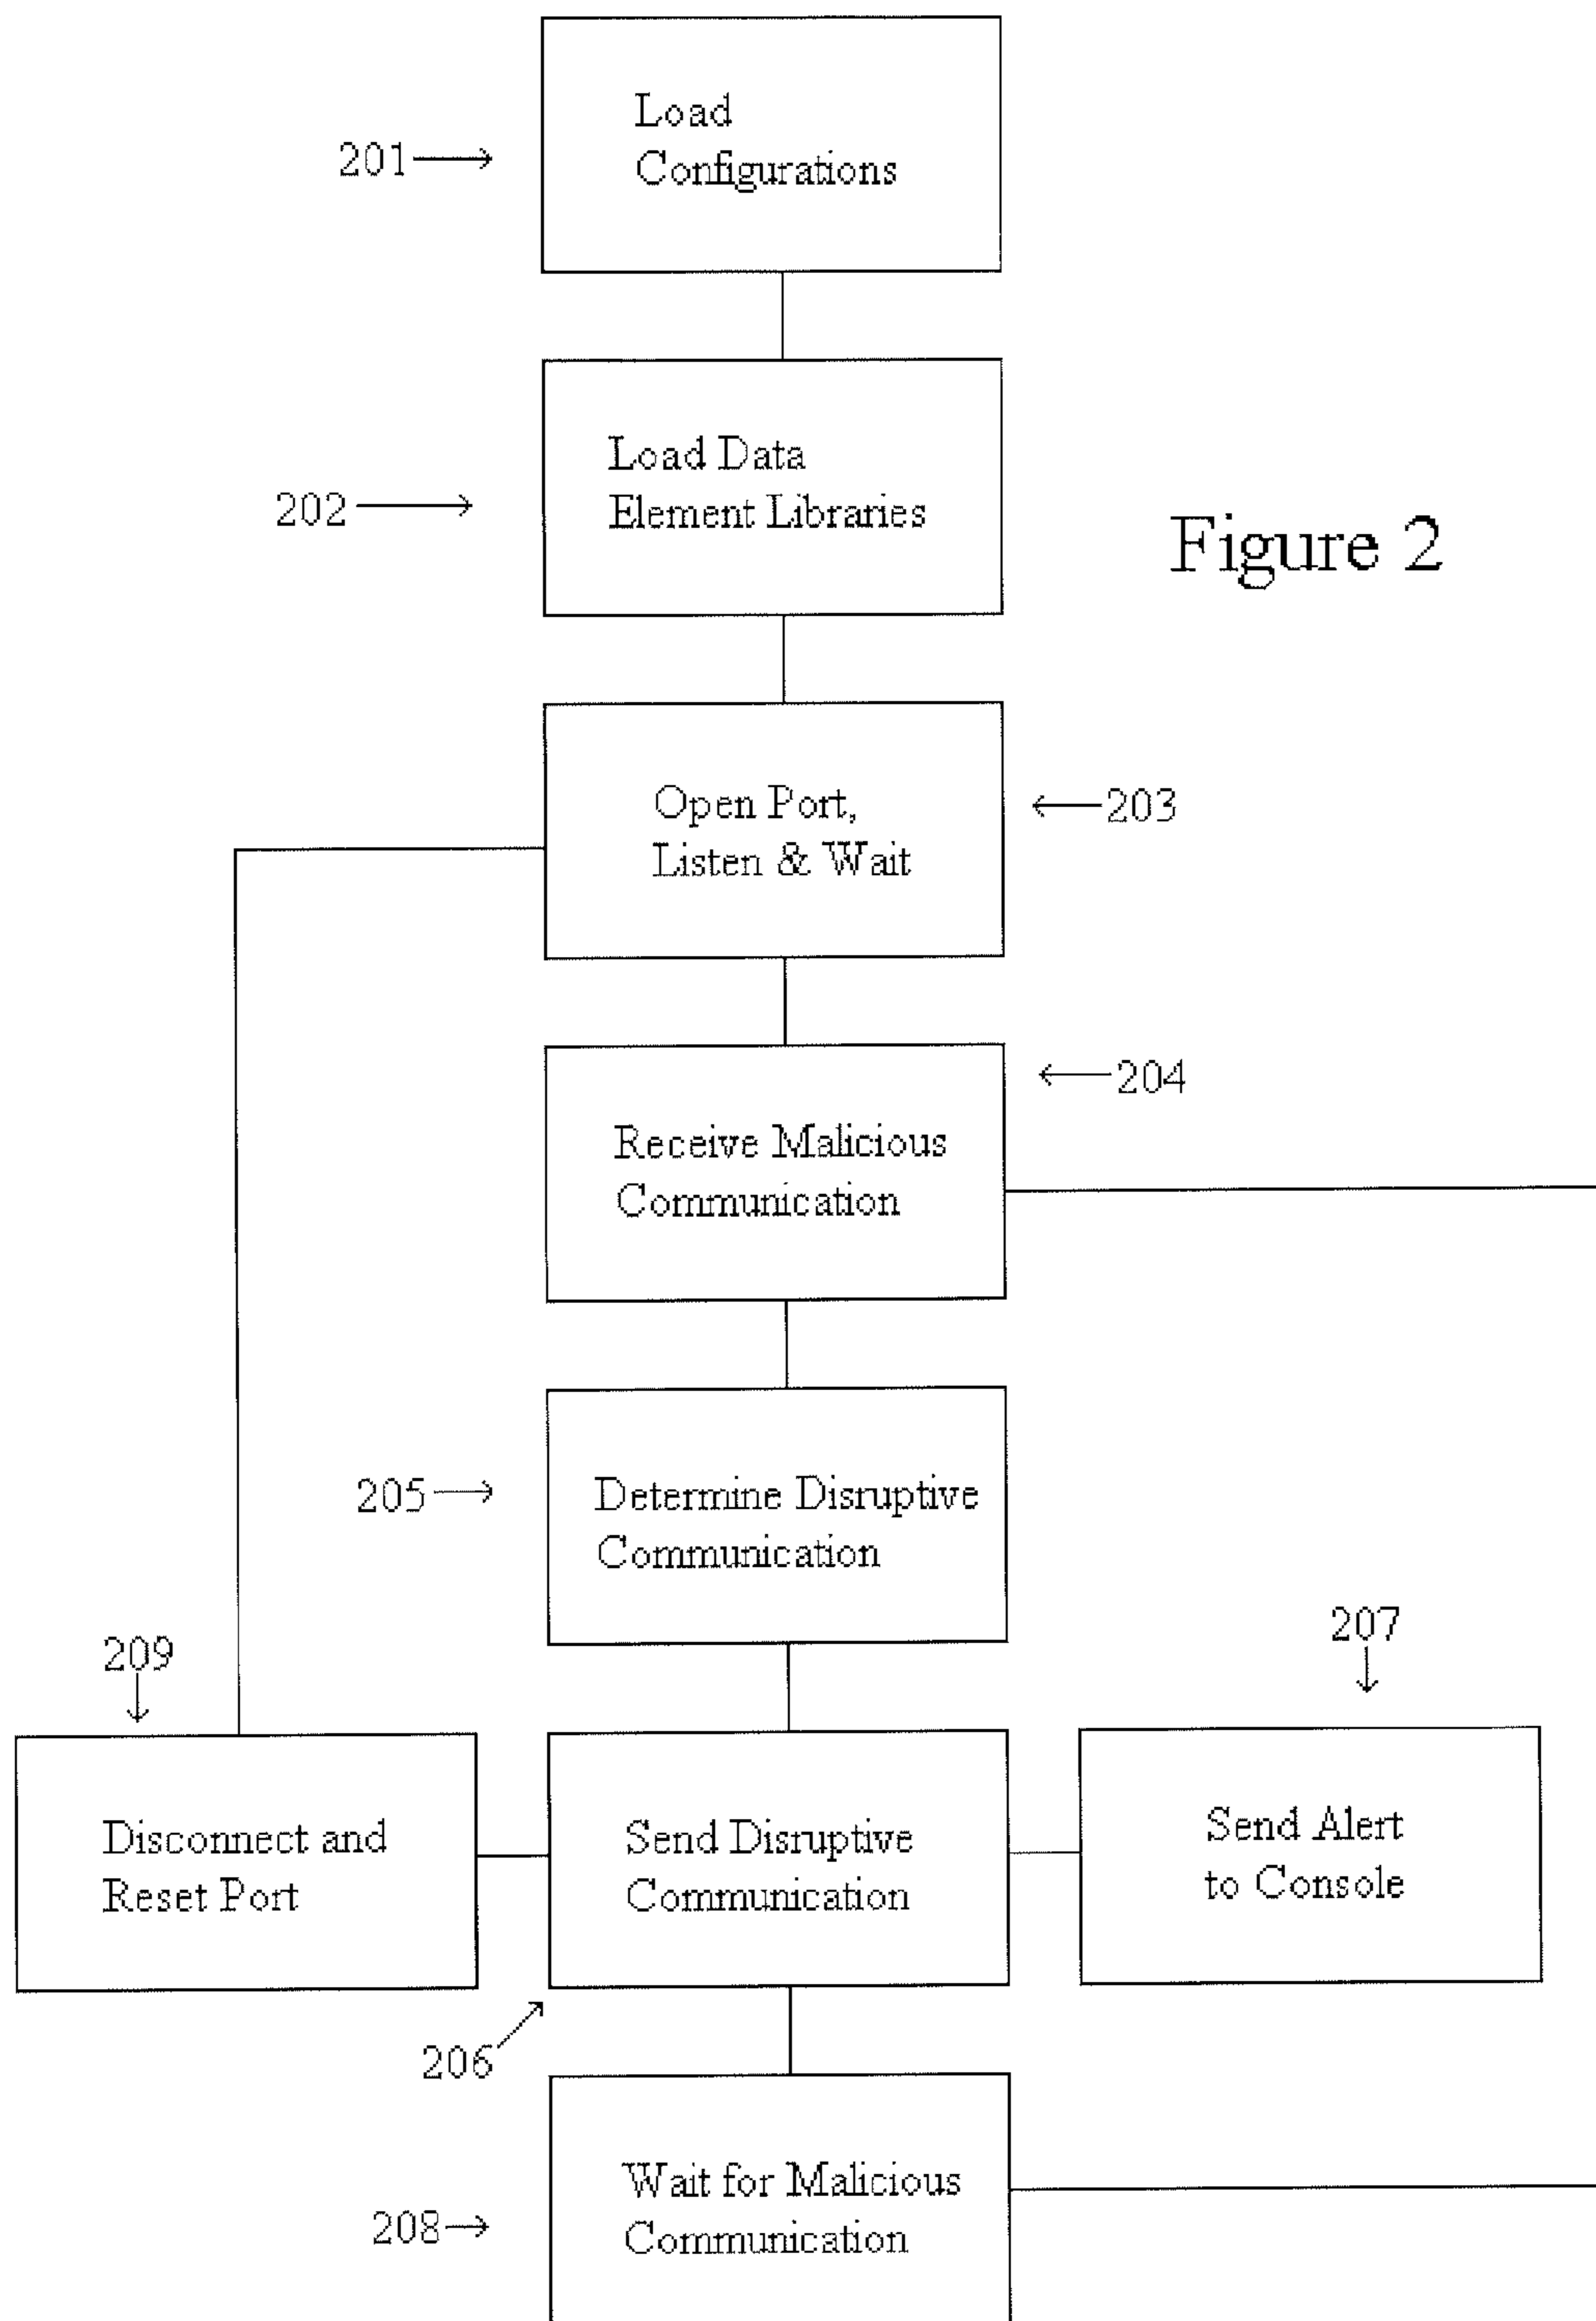 Load
Configurations
201
Load Data
Element Libraries
202
Figure 2
Open Port,
Listen & Wait
203
204
Receive Malicious
Communication
205
Determine Disruptive
Communication
207
209
Disconnect and
Reset Port
Send Disruptive
Communication
Send Alert
to Console
206
Wait for Malicious
Communication
208